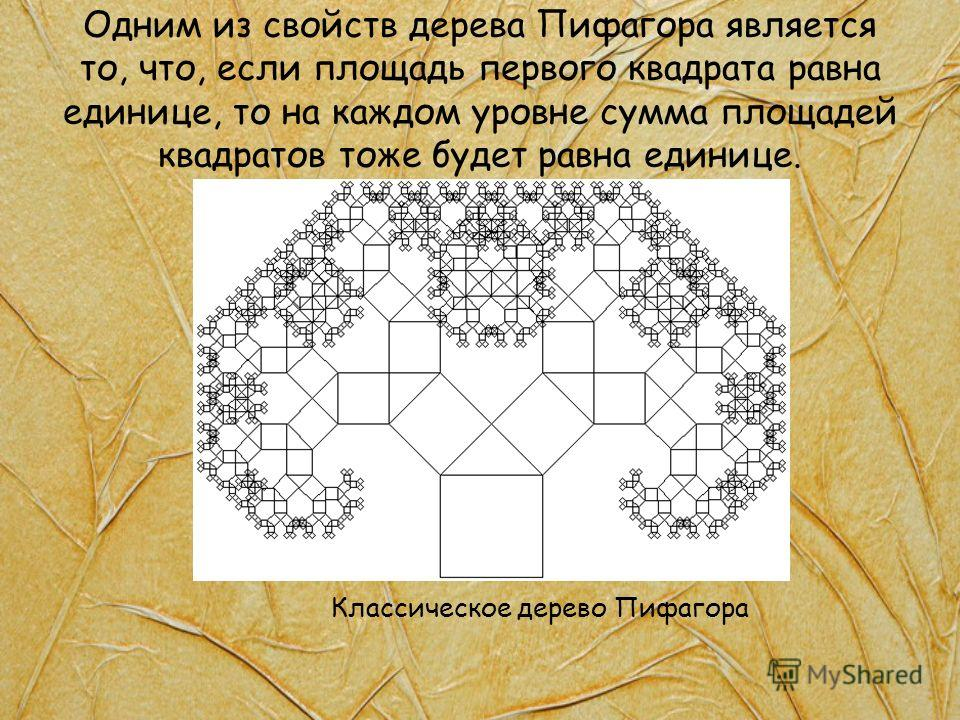 Одним из свойств дерева Пифагора является
то, что, если площадь первого квадрата равна
единице, то на каждом уровне сумма площадей
квадратов тоже будет равна единице.
Классическое дерево Пифагора
MyShared